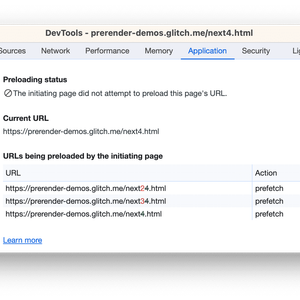 DevTools - prerender-demos.glitch.me/next4.html
Sources Network Performance Memory Application Security
Preloading status
The initiating page did not attempt to preload this page's URL.
Current URL
https://prerender-demos.glitch.me/next4.html
URLs being preloaded by the initiating page
URL Action
https://prerender-demos.glitch.me/next24.html prefetch
https://prerender-demos.glitch.me/next34.html prefetch
https://prerender-demos.glitch.me/next4.html prefetch
Learn more